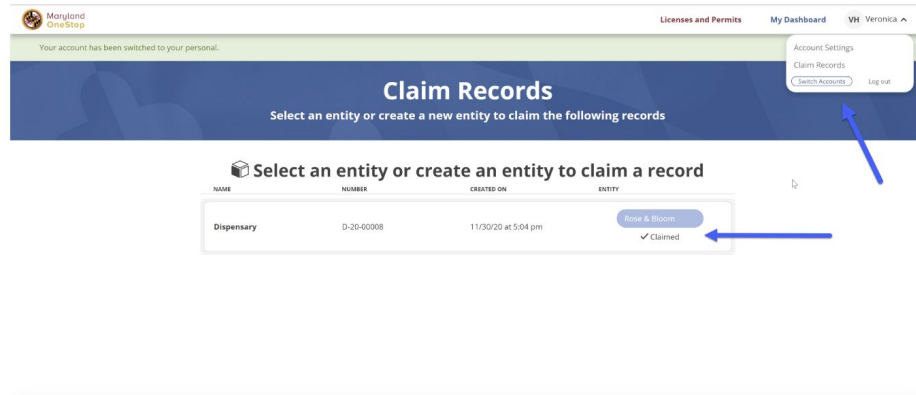 Maryland
OneStop
Licenses and Permits
My Dashboard
VH Veronica
Your account has been switched to your personal.
Account Settings
Claim Records
Switch Accounts
Log out
Claim Records
Select an entity or create a new entity to claim the following records
Select an entity or create an entity to claim a record
NAME NUMBER CREATED ON ENTITY
Dispensary D-20-00008 11/30/20 at 5:04 pm Rose & Bloom
Claimed